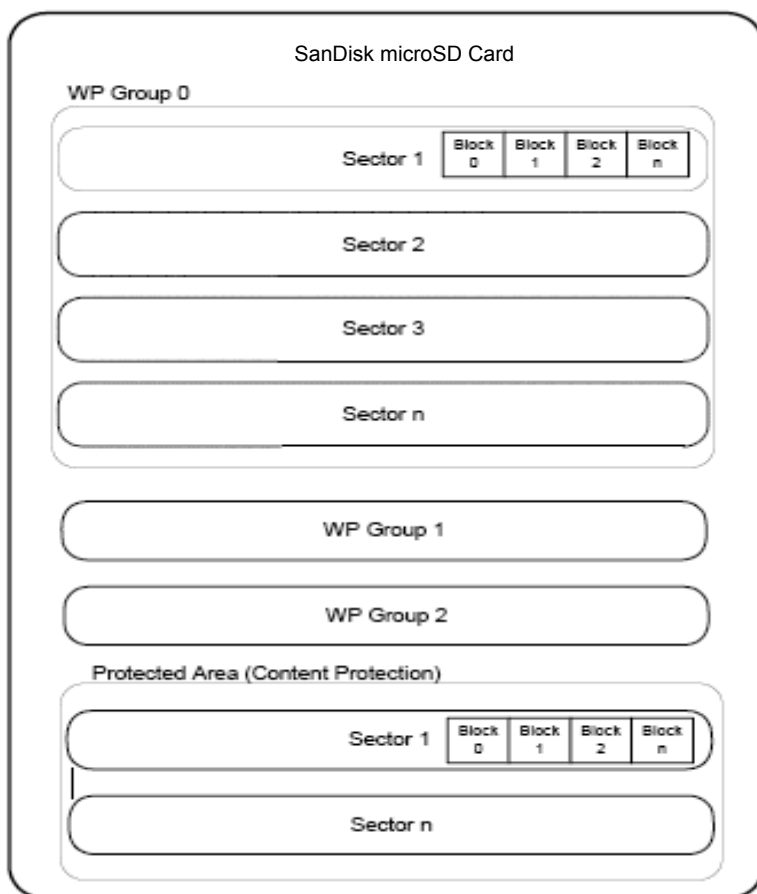 SanDisk microSD Card
WP Group 0
Sector 1
Block 0
Block 1
Block 2
Block n
Sector 2
Sector 3
Sector n
WP Group 1
WP Group 2
Protected Area (Content Protection)
Sector 1
Block 0
Block 1
Block 2
Block n
Sector n